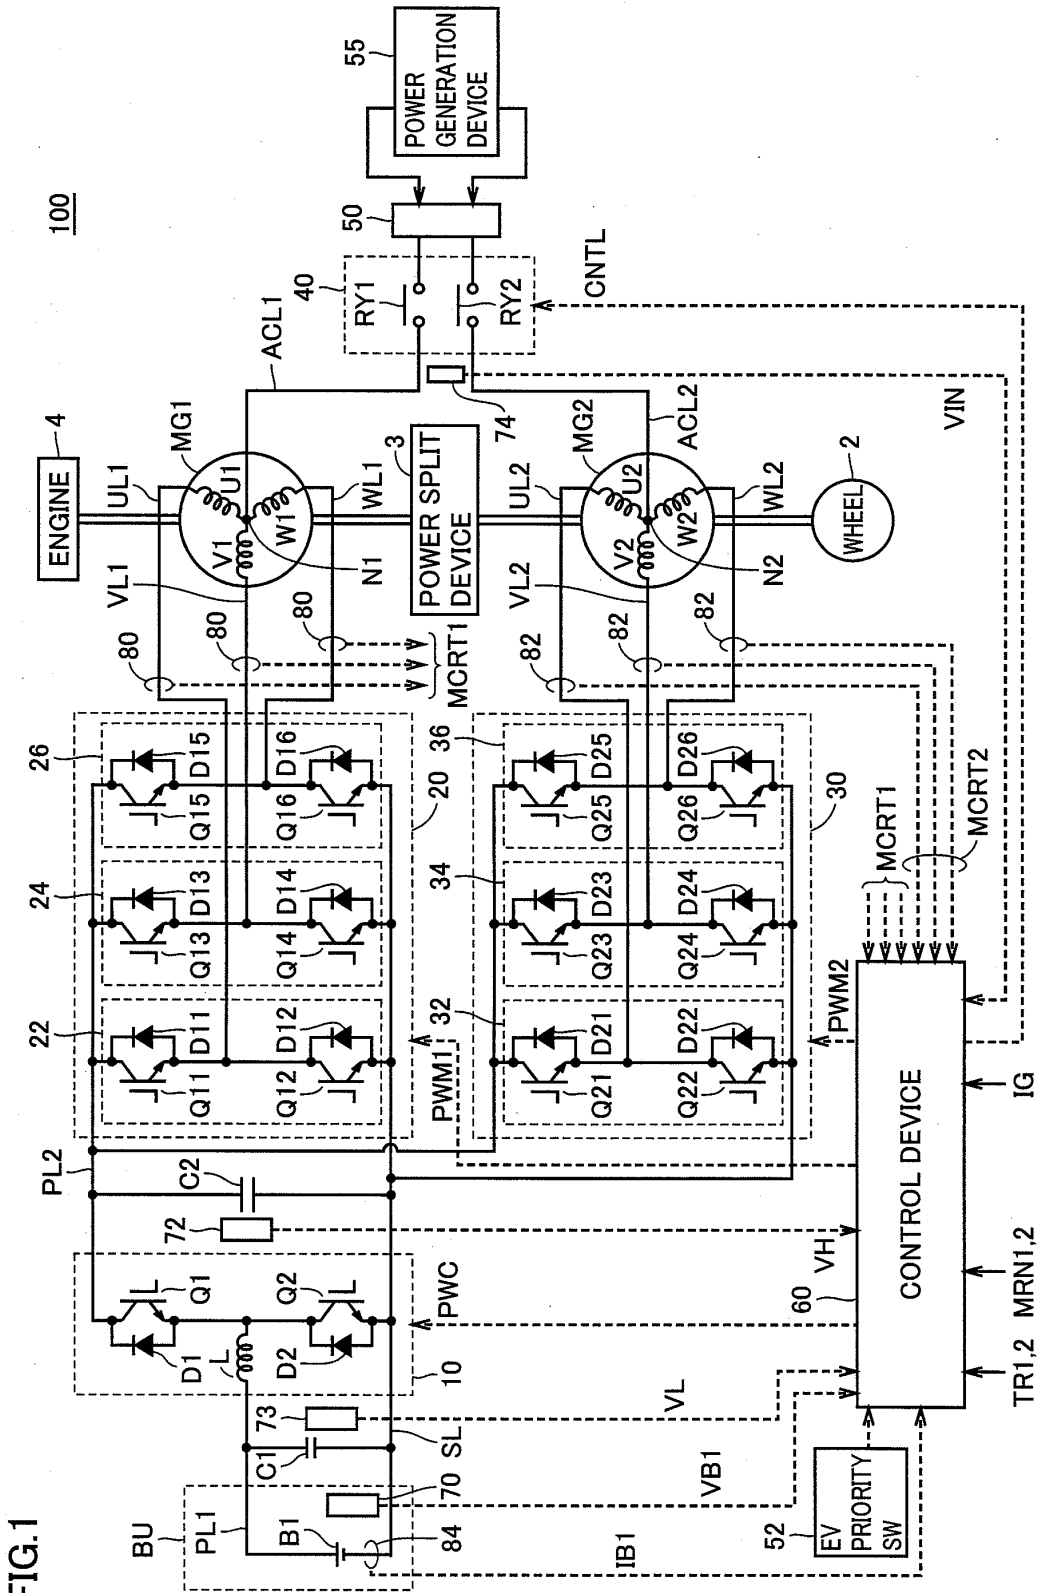 FIG.1
100
ENGINE
4
UL1
MG1
VL1
U1
V1
W1
N1
WL1
ACL1
POWER SPLIT
DEVICE
3
80
80
80
MCRT1
40
RY1
RY2
50
55
POWER
GENERATION
DEVICE
CNTL
74
VIN
ACL2
UL2
MG2
VL2
U2
V2
W2
N2
WL2
WHEEL
2
82
82
82
26
D15
Q15
D16
Q16
24
D13
Q13
D14
Q14
22
D11
Q11
D12
Q12
20
36
D25
Q25
D26
Q26
34
D23
Q23
D24
Q24
32
D21
Q21
D22
Q22
30
MCRT1
MCRT2
PWM1
PWM2
PL2
C2
72
VH
Q1
D1
L
Q2
D2
10
PWC
73
C1
SL
VL
BU
PL1
B1
70
84
VB1
IB1
52
EV
PRIORITY
SW
60
CONTROL DEVICE
TR1,2
MRN1,2
IG